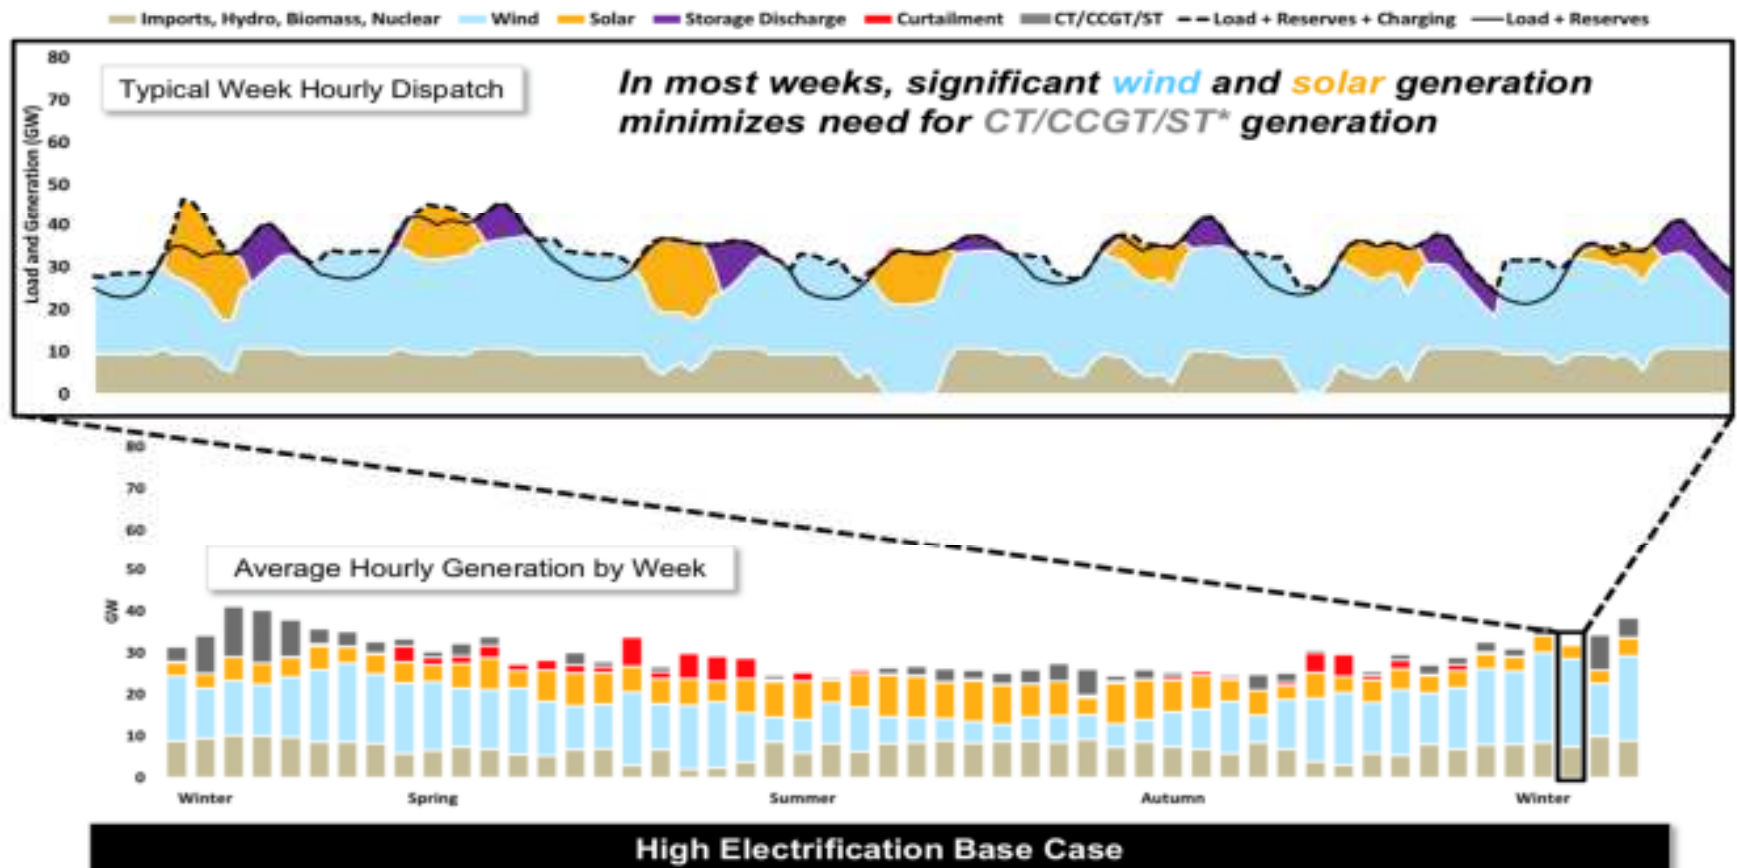 Imports, Hydro, Biomass, Nuclear Wind Solar Storage Discharge Curtailment CT/CCGT/ST Load + Reserves + Charging Load + Reserves
80
Typical Week Hourly Dispatch
In most weeks, significant wind and solar generation
minimizes need for CT/CCGT/ST* generation
70
60
50
40
30
20
10
0
Load and Generation (GW)
80
70
60
50
40
30
20
10
0
GW
Average Hourly Generation by Week
Winter Spring Summer Autumn Winter
High Electrification Base Case